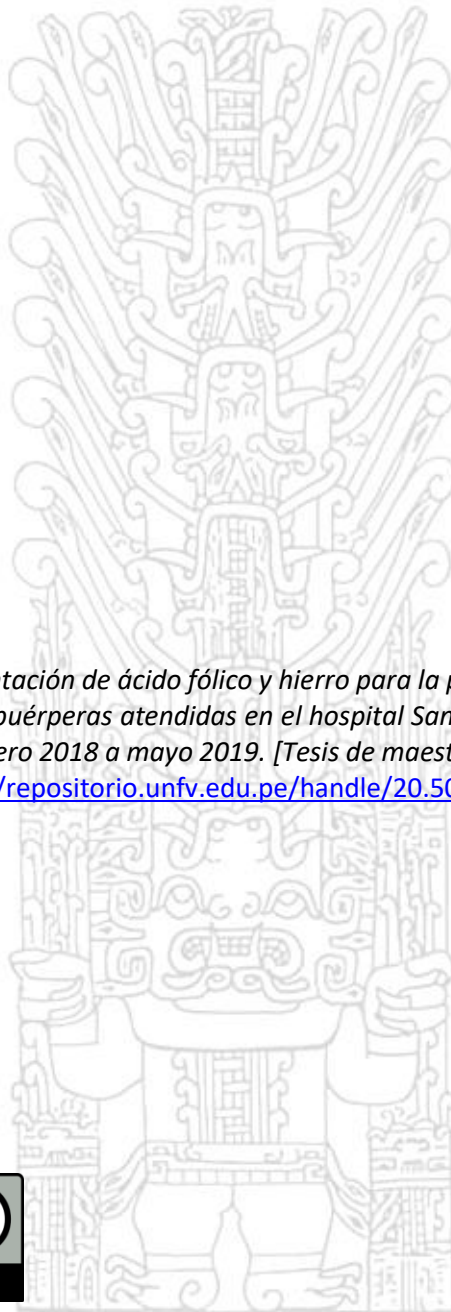 ntación de ácido fólico y hierro para la p
puérperas atendidas en el hospital San
ero 2018 a mayo 2019. [Tesis de maest
/repositorio.unfv.edu.pe/handle/20.50